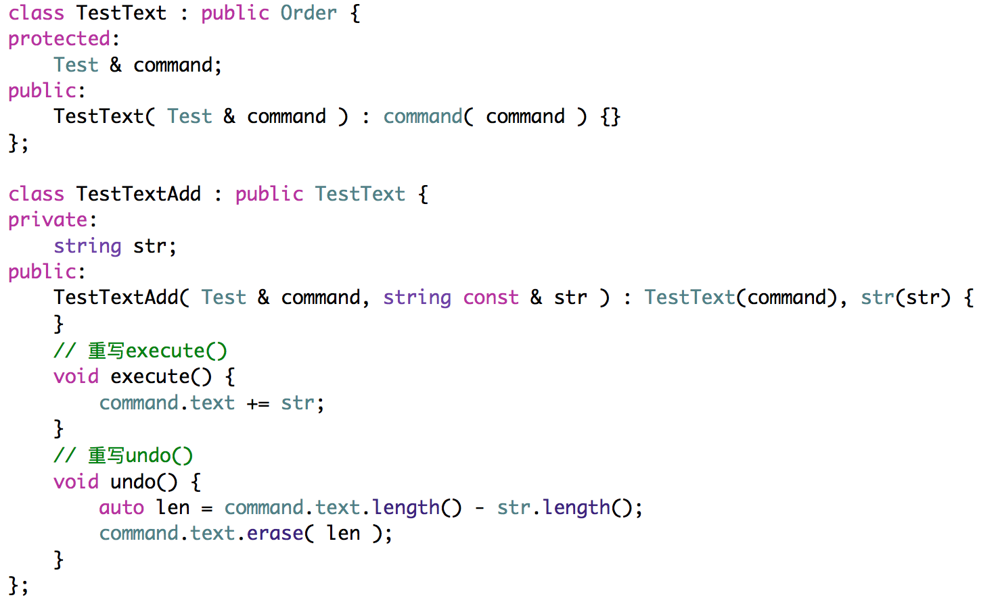 class TestText : public Order {
protected:
    Test & command;
public:
    TestText( Test & command ) : command( command ) {}
};

class TestTextAdd : public TestText {
private:
    string str;
public:
    TestTextAdd( Test & command, string const & str ) : TestText(command), str(str) {
    }
    // 重写execute()
    void execute() {
        command.text += str;
    }
    // 重写undo()
    void undo() {
        auto len = command.text.length() - str.length();
        command.text.erase( len );
    }
};